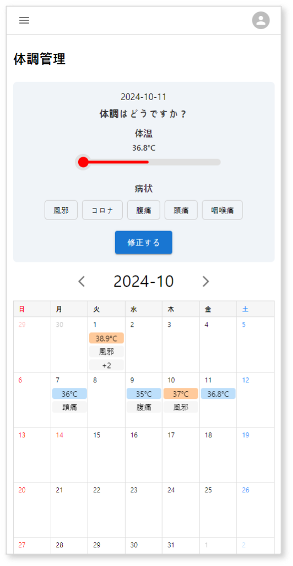 体調管理
2024-10-11
体調はどうですか？
体温
36.8°C
病状
風邪 コロナ 腹痛 頭痛 咽喉痛
修正する
2024-10
日 月 火 水 木 金 土
29 30 1 2 3 4 5
38.9°C
風邪
+2
6 7 8 9 10 11 12
36°C 35°C 37°C 36.8°C
頭痛 腹痛 風邪
13 14 15 16 17 18 19
20 21 22 23 24 25 26
27 28 29 30 31 1 2